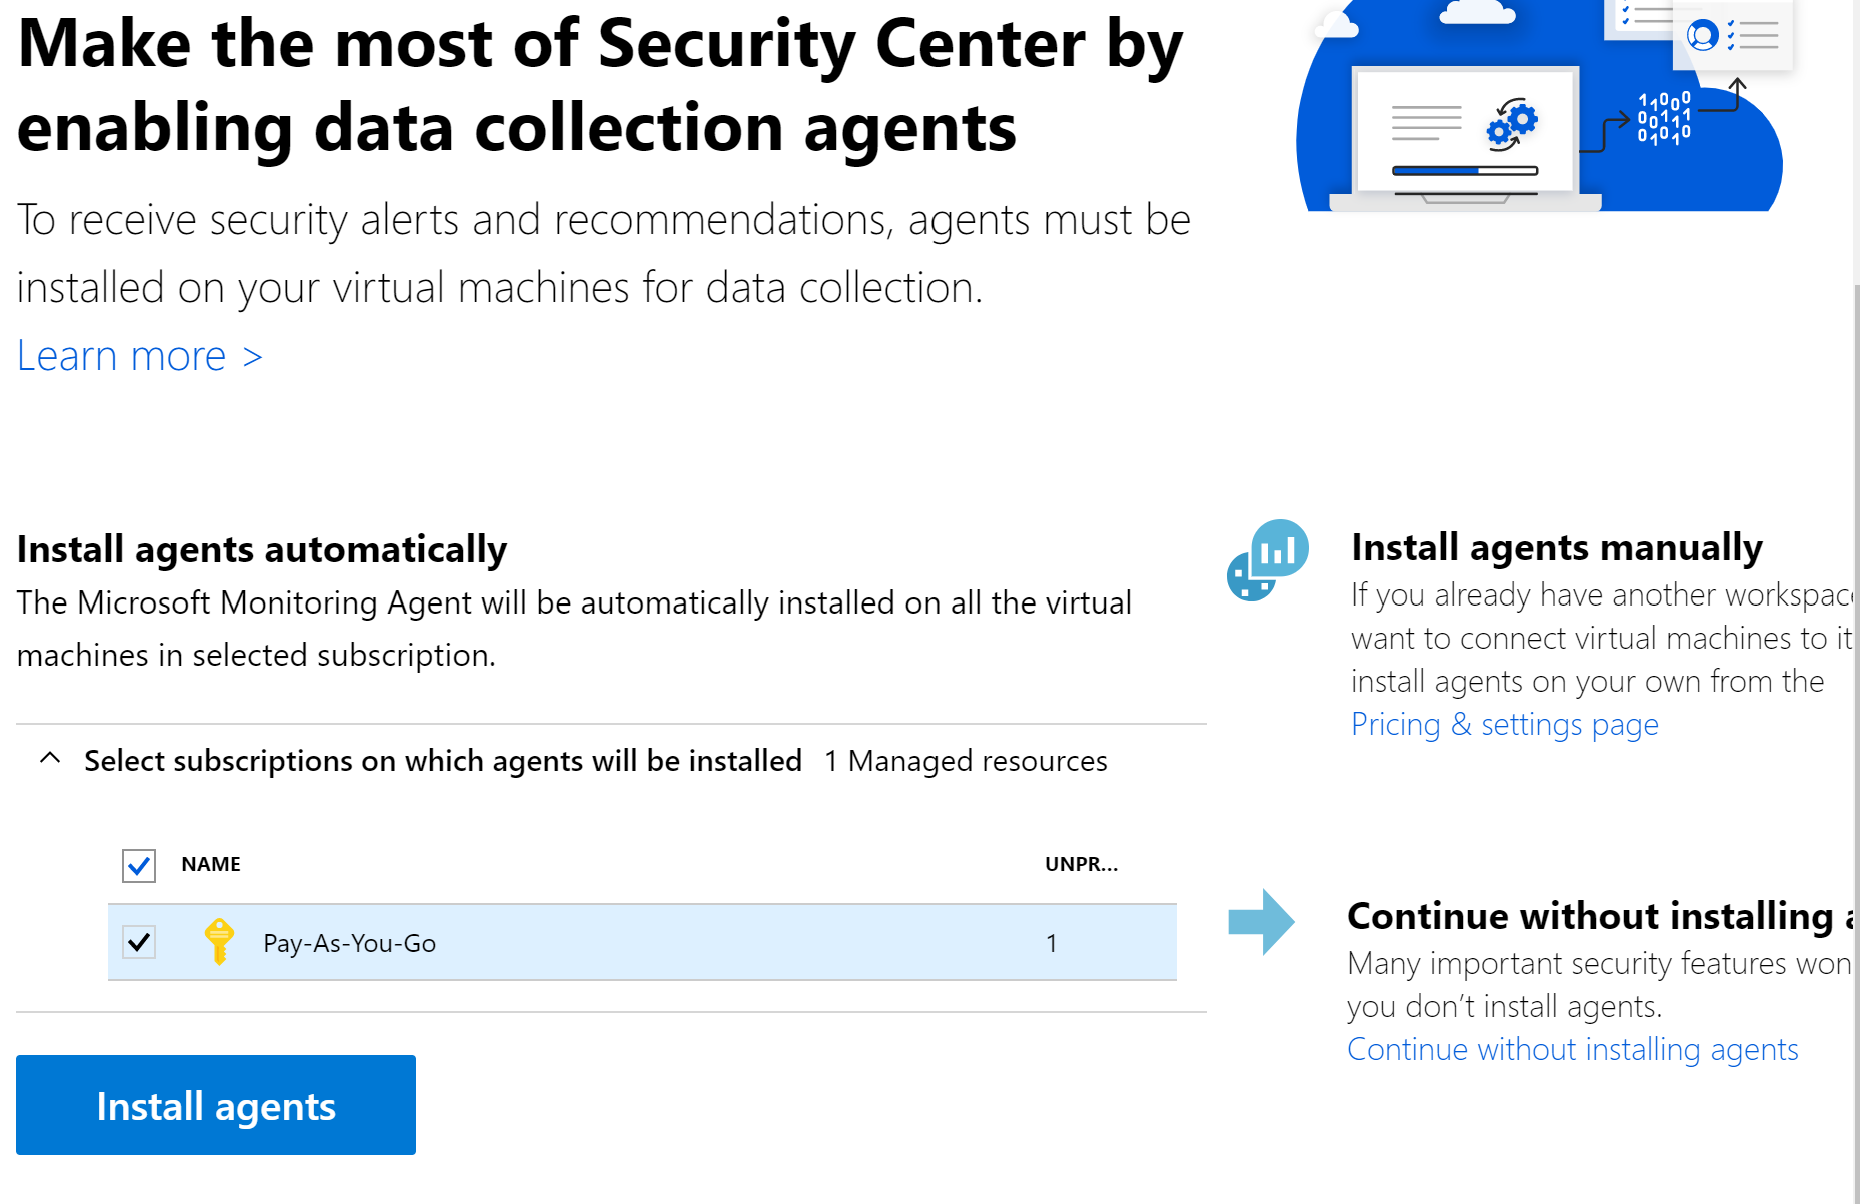 Make the most of Security Center by
enabling data collection agents
To receive security alerts and recommendations, agents must be
installed on your virtual machines for data collection.
Learn more >
11000
00111
01010
Install agents automatically
The Microsoft Monitoring Agent will be automatically installed on all the virtual
machines in selected subscription.
Select subscriptions on which agents will be installed 1 Managed resources
NAME UNPR...
Pay-As-You-Go 1
Install agents
Install agents manually
If you already have another workspac
want to connect virtual machines to it
install agents on your own from the
Pricing & settings page
Continue without installing a
Many important security features won
you don’t install agents.
Continue without installing agents